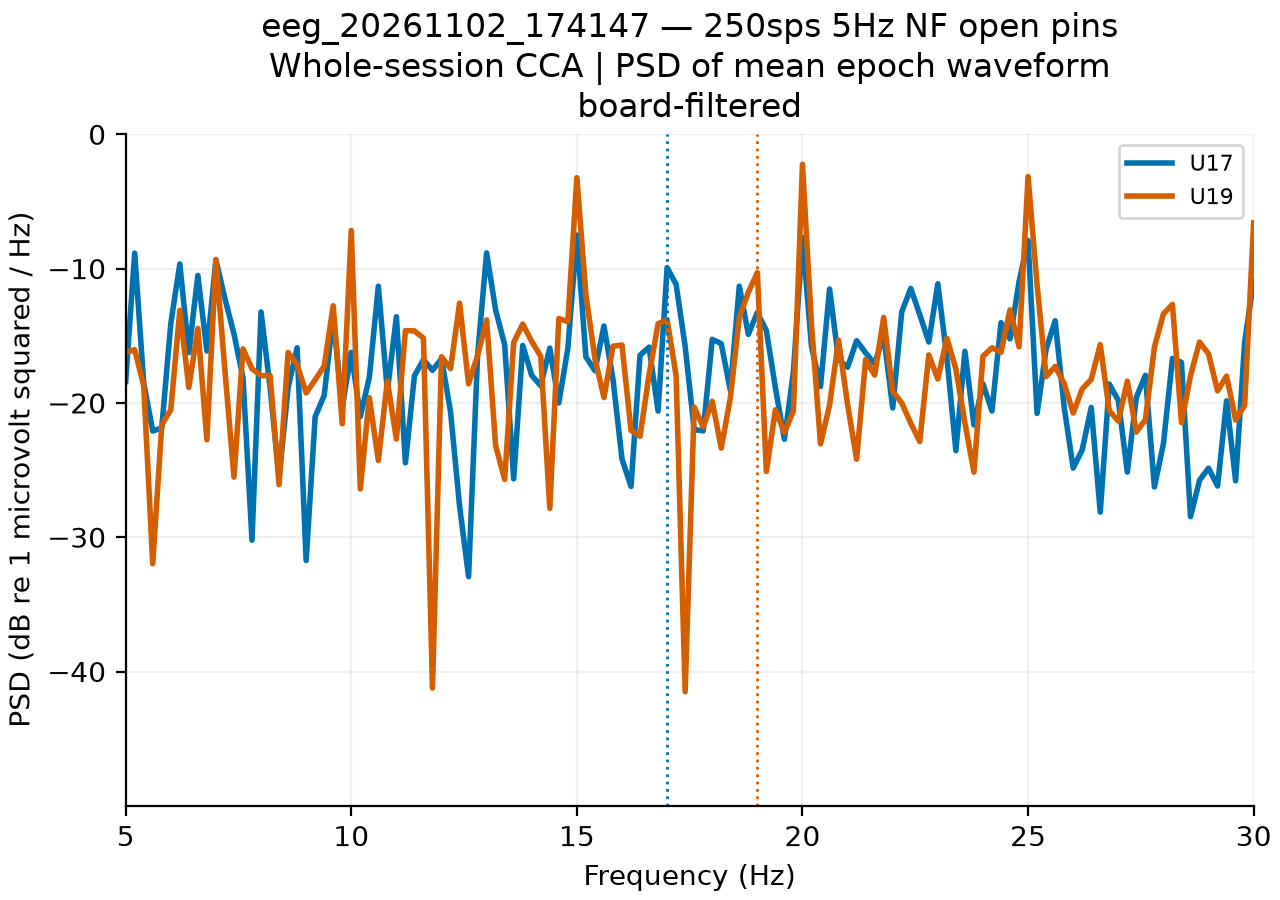 eeg_20261102_174147 — 250sps 5Hz NF open pins
Whole-session CCA | PSD of mean epoch waveform
board-filtered
U17
U19
PSD (dB re 1 microvolt squared / Hz)
0
−10
−20
−30
−40
5
10
15
20
25
30
Frequency (Hz)